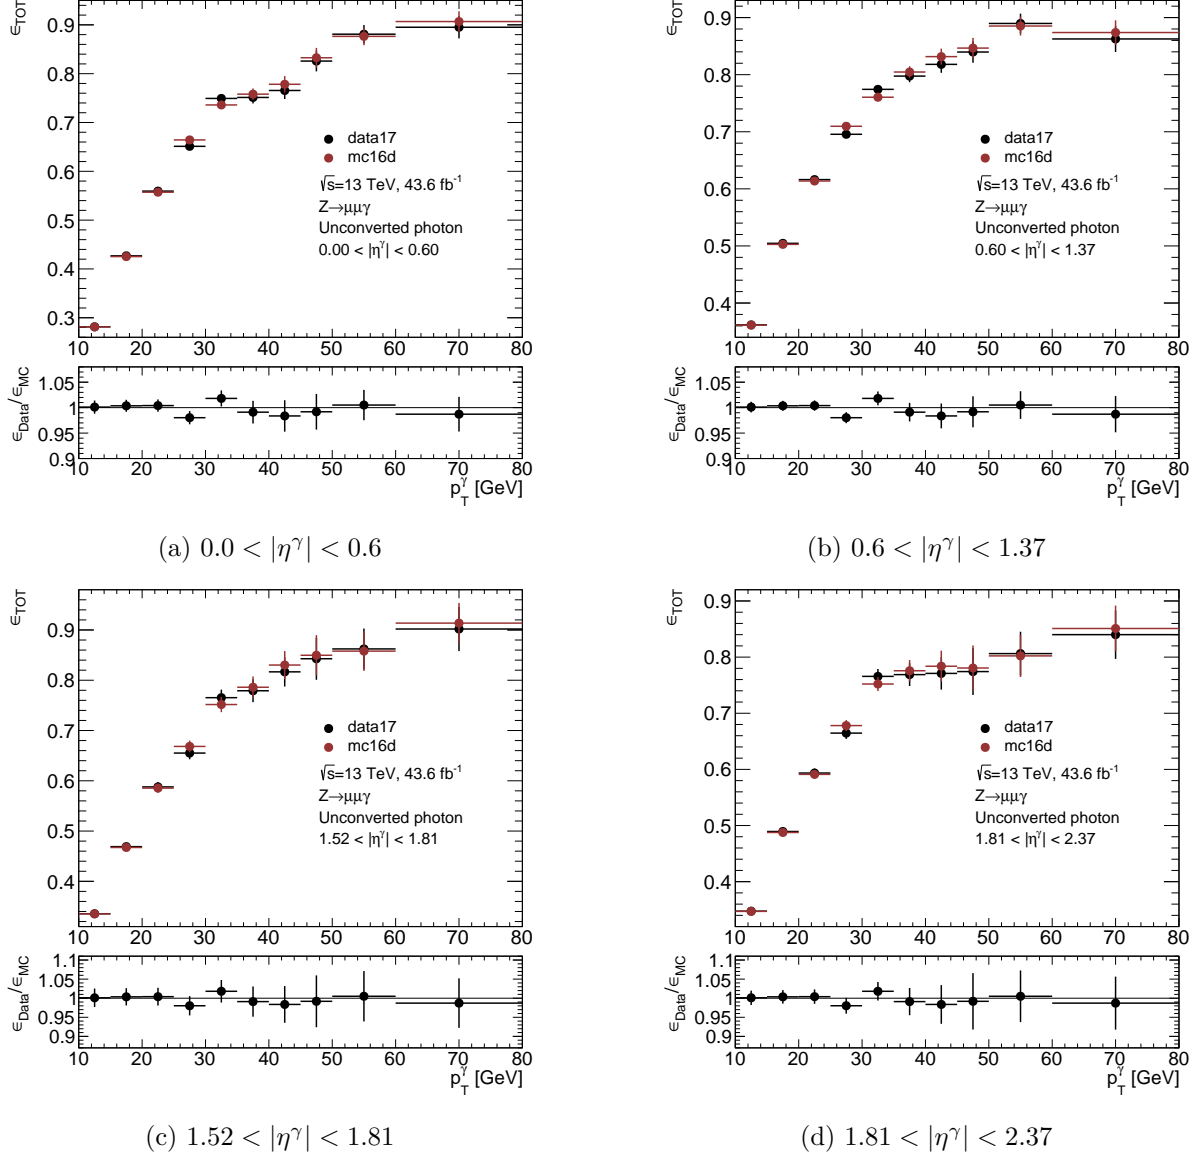 ϵTOT
0.9
0.8
0.7
0.6
0.5
0.4
0.3
data17
mc16d
√s=13 TeV, 43.6 fb⁻¹
Z→μμγ
Unconverted photon
0.00 < |η^γ| < 0.60
10 20 30 40 50 60 70 80
ϵData/ϵMC
1.05
1
0.95
0.9
10 20 30 40 50 60 70 80
p_T^γ [GeV]
(a) 0.0 < |η^γ| < 0.6
ϵTOT
0.9
0.8
0.7
0.6
0.5
0.4
data17
mc16d
√s=13 TeV, 43.6 fb⁻¹
Z→μμγ
Unconverted photon
0.60 < |η^γ| < 1.37
10 20 30 40 50 60 70 80
ϵData/ϵMC
1.05
1
0.95
0.9
10 20 30 40 50 60 70 80
p_T^γ [GeV]
(b) 0.6 < |η^γ| < 1.37
ϵTOT
0.9
0.8
0.7
0.6
0.5
0.4
data17
mc16d
√s=13 TeV, 43.6 fb⁻¹
Z→μμγ
Unconverted photon
1.52 < |η^γ| < 1.81
10 20 30 40 50 60 70 80
ϵData/ϵMC
1.1
1.05
1
0.95
0.9
10 20 30 40 50 60 70 80
p_T^γ [GeV]
(c) 1.52 < |η^γ| < 1.81
ϵTOT
0.9
0.8
0.7
0.6
0.5
0.4
data17
mc16d
√s=13 TeV, 43.6 fb⁻¹
Z→μμγ
Unconverted photon
1.81 < |η^γ| < 2.37
10 20 30 40 50 60 70 80
ϵData/ϵMC
1.1
1.05
1
0.95
0.9
10 20 30 40 50 60 70 80
p_T^γ [GeV]
(d) 1.81 < |η^γ| < 2.37